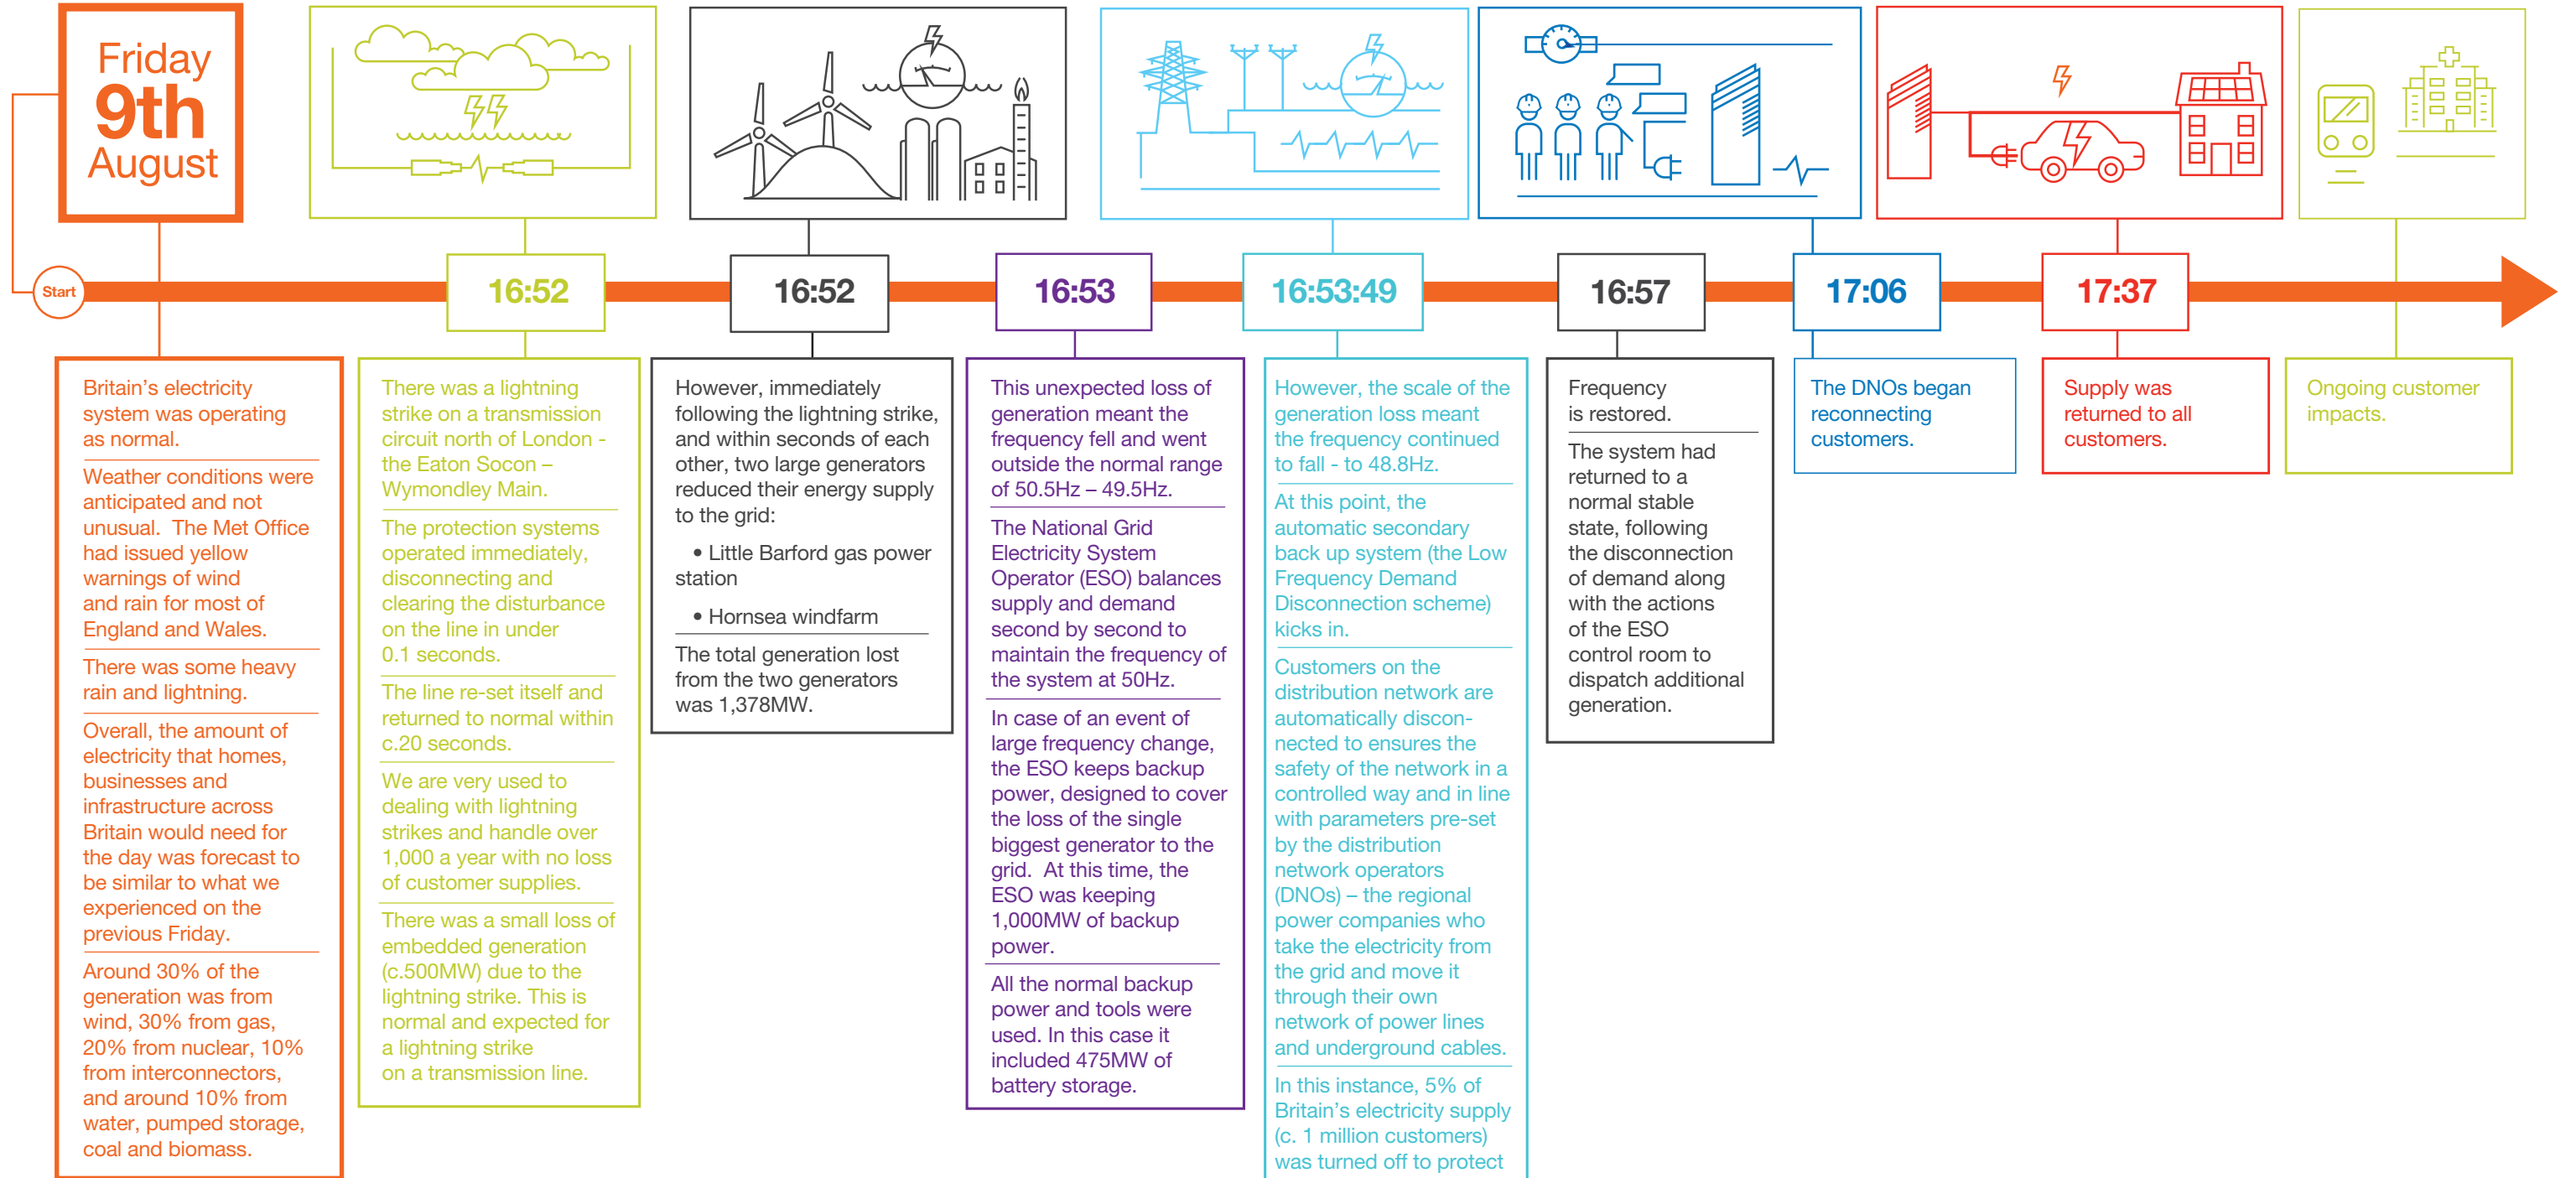 Friday
9th
August
Start
16:52
16:52
16:53
16:53:49
16:57
17:06
17:37
Britain’s electricity
system was operating
as normal.
Weather conditions were
anticipated and not
unusual.  The Met Office
had issued yellow
warnings of wind
and rain for most of
England and Wales.
There was some heavy
rain and lightning.
Overall, the amount of
electricity that homes,
businesses and
infrastructure across
Britain would need for
the day was forecast to
be similar to what we
experienced on the
previous Friday.
Around 30% of the
generation was from
wind, 30% from gas,
20% from nuclear, 10%
from interconnectors,
and around 10% from
water, pumped storage,
coal and biomass.
There was a lightning
strike on a transmission
circuit north of London -
the Eaton Socon –
Wymondley Main.
The protection systems
operated immediately,
disconnecting and
clearing the disturbance
on the line in under
0.1 seconds.
The line re-set itself and
returned to normal within
c.20 seconds.
We are very used to
dealing with lightning
strikes and handle over
1,000 a year with no loss
of customer supplies.
There was a small loss of
embedded generation
(c.500MW) due to the
lightning strike. This is
normal and expected for
a lightning strike
on a transmission line.
However, immediately
following the lightning strike,
and within seconds of each
other, two large generators
reduced their energy supply
to the grid:
• Little Barford gas power
station
• Hornsea windfarm
The total generation lost
from the two generators
was 1,378MW.
This unexpected loss of
generation meant the
frequency fell and went
outside the normal range
of 50.5Hz – 49.5Hz.
The National Grid
Electricity System
Operator (ESO) balances
supply and demand
second by second to
maintain the frequency of
the system at 50Hz.
In case of an event of
large frequency change,
the ESO keeps backup
power, designed to cover
the loss of the single
biggest generator to the
grid.  At this time, the
ESO was keeping
1,000MW of backup
power.
All the normal backup
power and tools were
used. In this case it
included 475MW of
battery storage.
However, the scale of the
generation loss meant
the frequency continued
to fall - to 48.8Hz.
At this point, the
automatic secondary
back up system (the Low
Frequency Demand
Disconnection scheme)
kicks in.
Customers on the
distribution network are
automatically discon-
nected to ensures the
safety of the network in a
controlled way and in line
with parameters pre-set
by the distribution
network operators
(DNOs) – the regional
power companies who
take the electricity from
the grid and move it
through their own
network of power lines
and underground cables.
In this instance, 5% of
Britain’s electricity supply
(c. 1 million customers)
was turned off to protect
Frequency
is restored.
The system had
returned to a
normal stable
state, following
the disconnection
of demand along
with the actions
of the ESO
control room to
dispatch additional
generation.
The DNOs began
reconnecting
customers.
Supply was
returned to all
customers.
Ongoing customer
impacts.